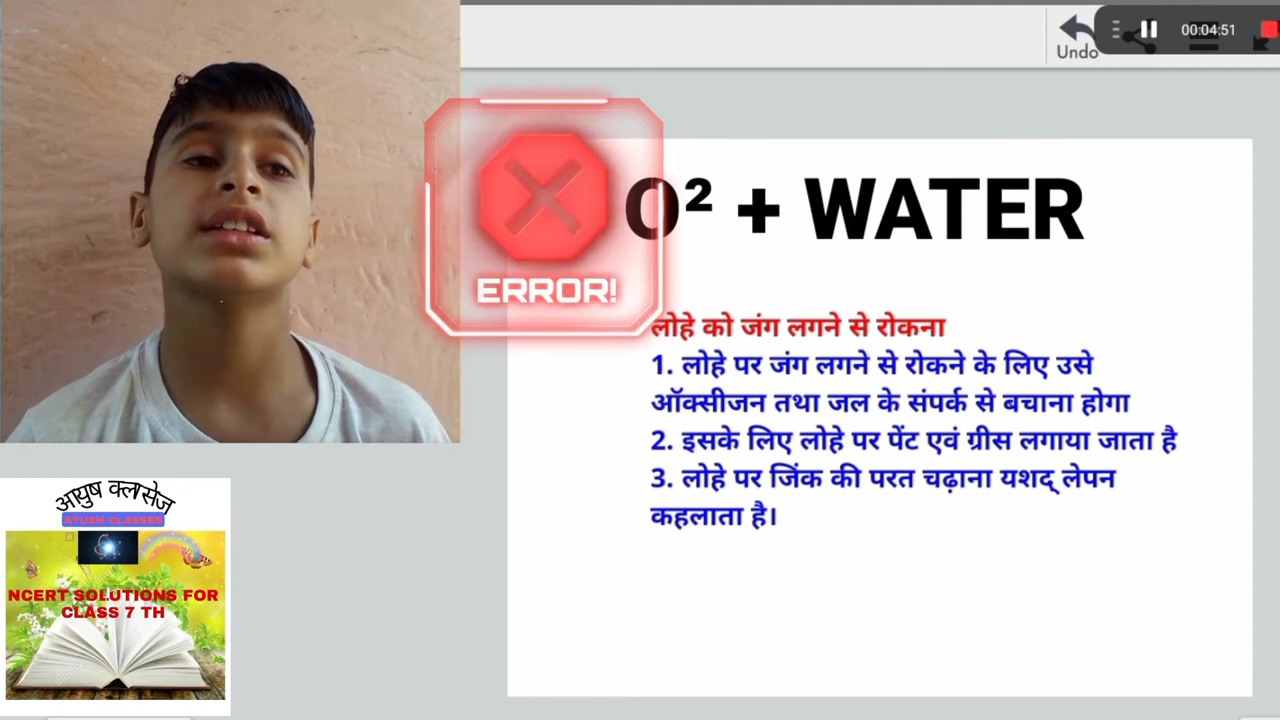 Undo
00:04:51
ERROR!
O² + WATER
लोहे को जंग लगने से रोकना
1. लोहे पर जंग लगने से रोकने के लिए उसे
ऑक्सीजन तथा जल के संपर्क से बचाना होगा
2. इसके लिए लोहे पर पेंट एवं ग्रीस लगाया जाता है
3. लोहे पर जिंक की परत चढ़ाना यशद् लेपन
कहलाता है।
आयुष क्लासेज
AYUSH CLASSES
NCERT SOLUTIONS FOR
CLASS 7 TH